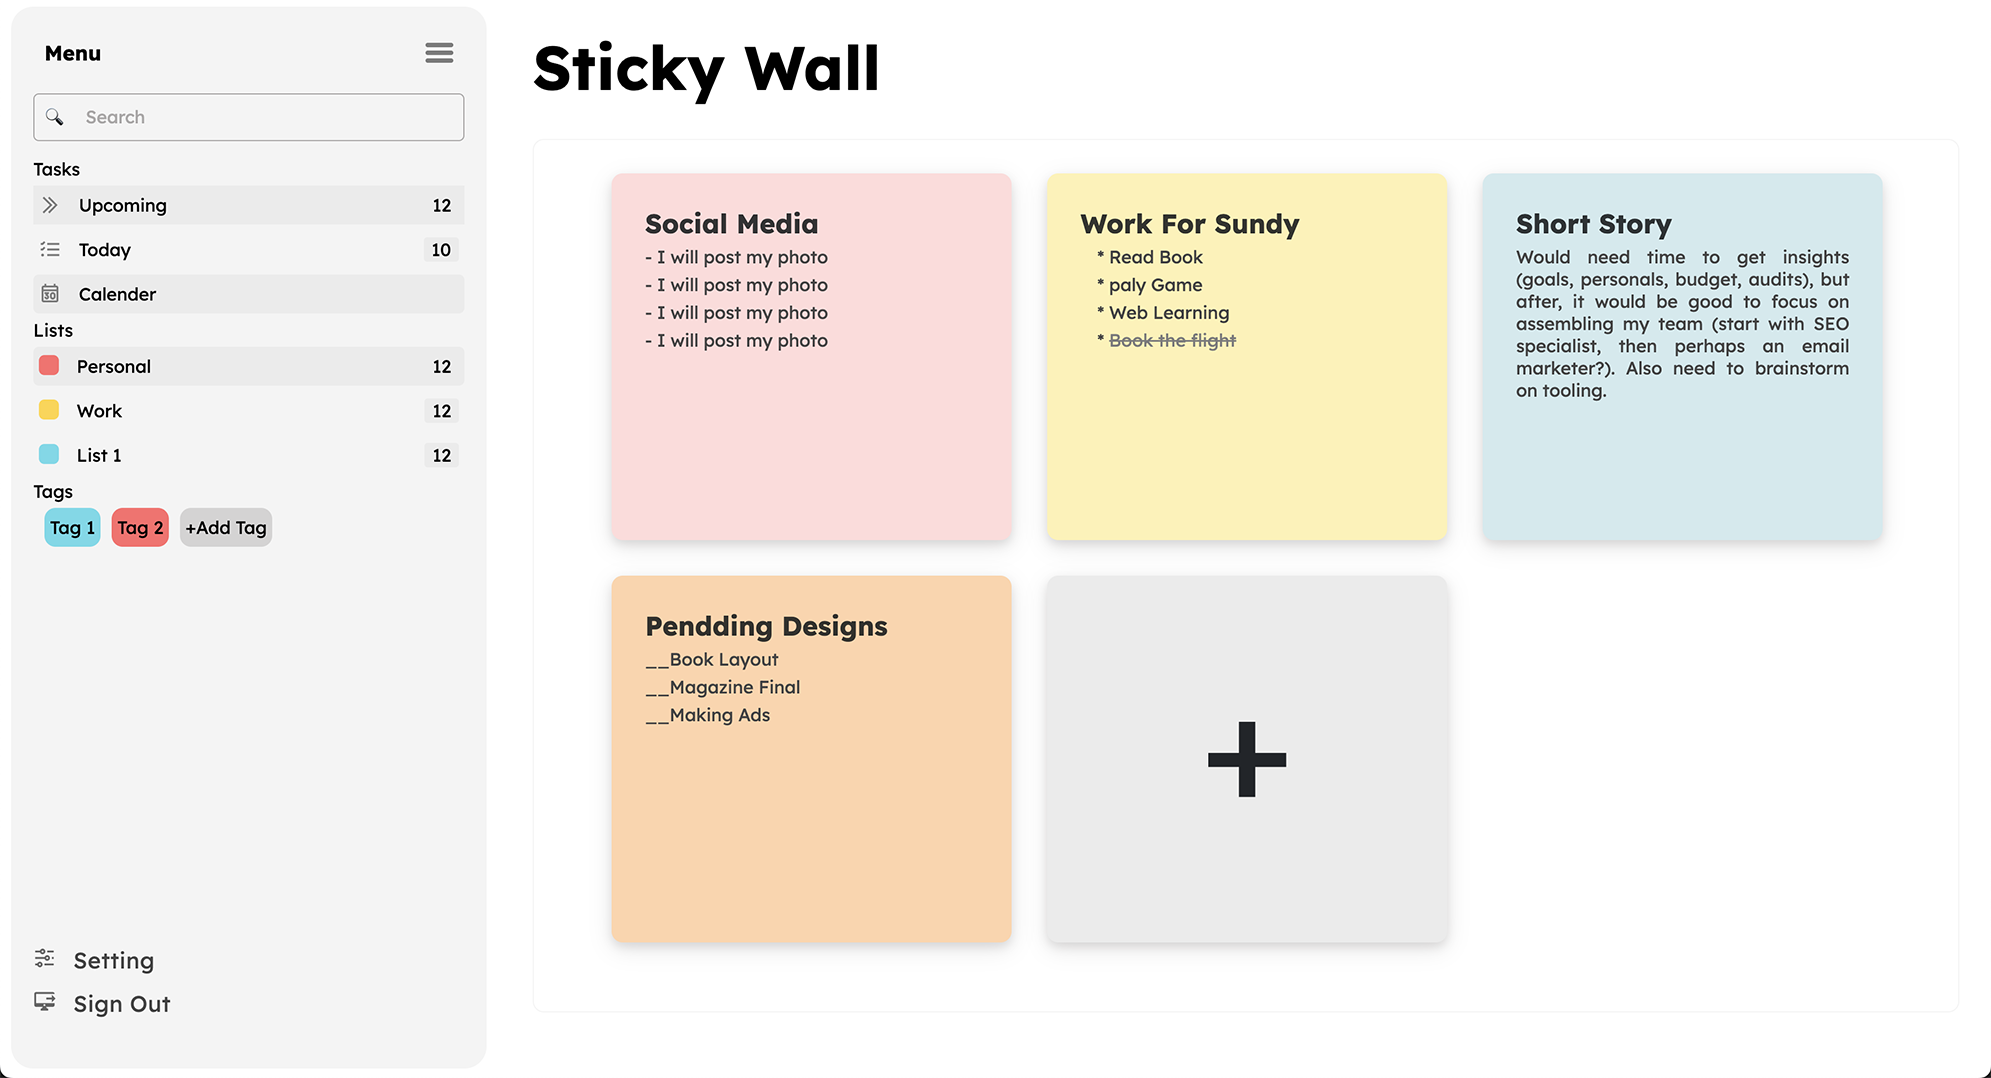 Menu
Search
Tasks
Upcoming 12
Today 10
30 Calender
Lists
Personal 12
Work 12
List 1 12
Tags
Tag 1 Tag 2 +Add Tag
Setting
Sign Out
Sticky Wall
Social Media
- I will post my photo
- I will post my photo
- I will post my photo
- I will post my photo
Work For Sundy
* Read Book
* paly Game
* Web Learning
* Book the flight
Short Story
Would need time to get insights
(goals, personals, budget, audits), but
after, it would be good to focus on
assembling my team (start with SEO
specialist, then perhaps an email
marketer?). Also need to brainstorm
on tooling.
Pendding Designs
__Book Layout
__Magazine Final
__Making Ads
+